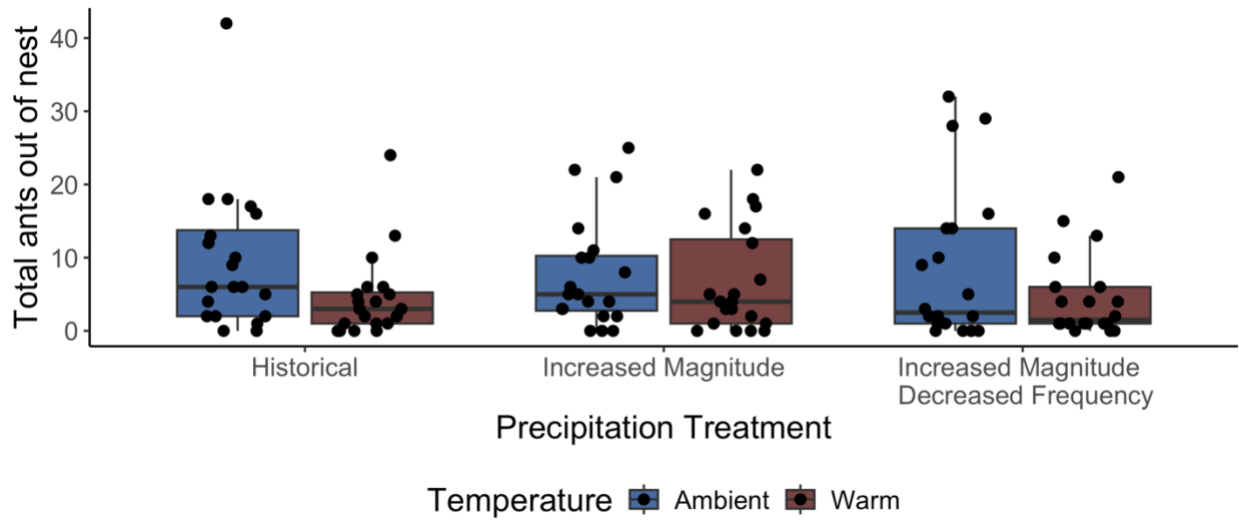 Total ants out of nest
40
30
20
10
0
Historical
Increased Magnitude
Increased Magnitude
Decreased Frequency
Precipitation Treatment
Temperature Ambient Warm